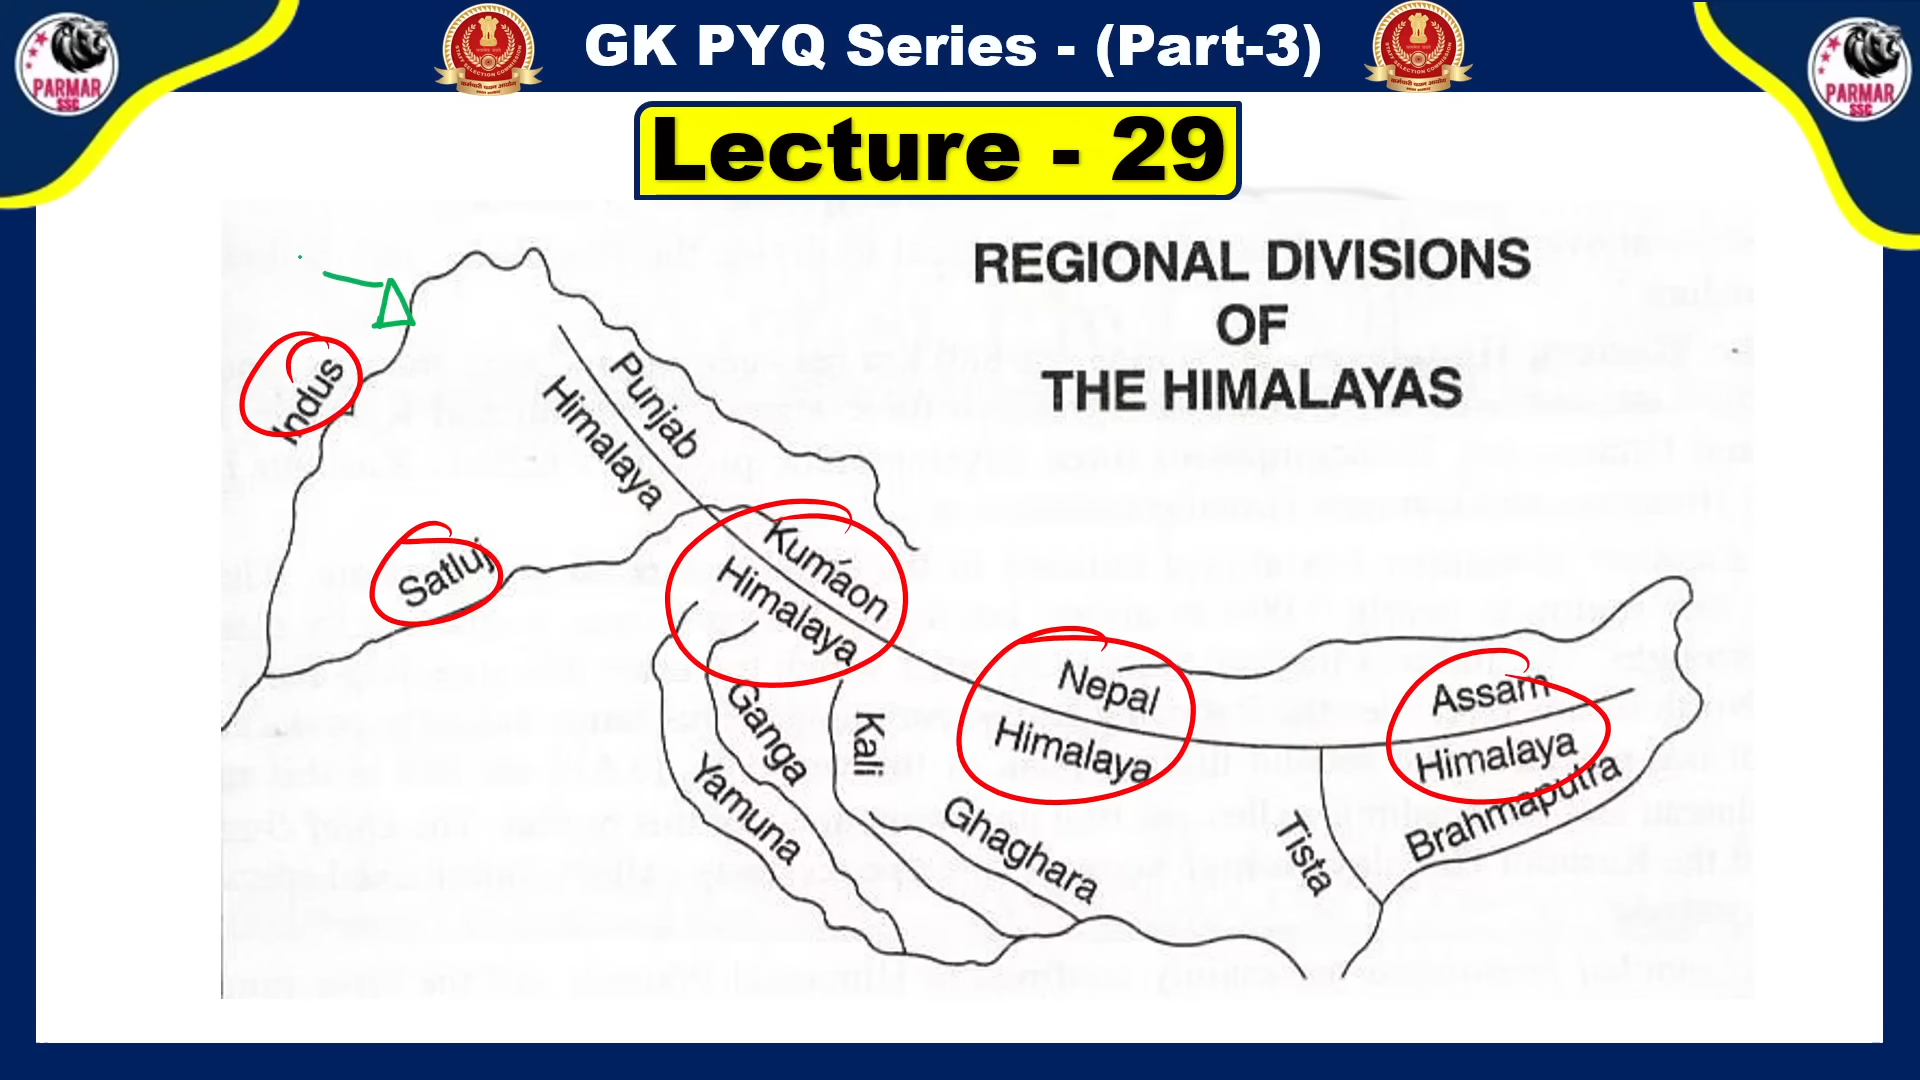 GK PYQ Series - (Part-3)
PARMAR
SSC
PARMAR
SSC
Lecture - 29
REGIONAL DIVISIONS
OF
THE HIMALAYAS
Indus
Punjab
Himalaya
Satluj
Kumaon
Himalaya
Nepal
Himalaya
Assam
Himalaya
Ganga
Kali
Yamuna
Ghaghara
Tista
Brahmaputra